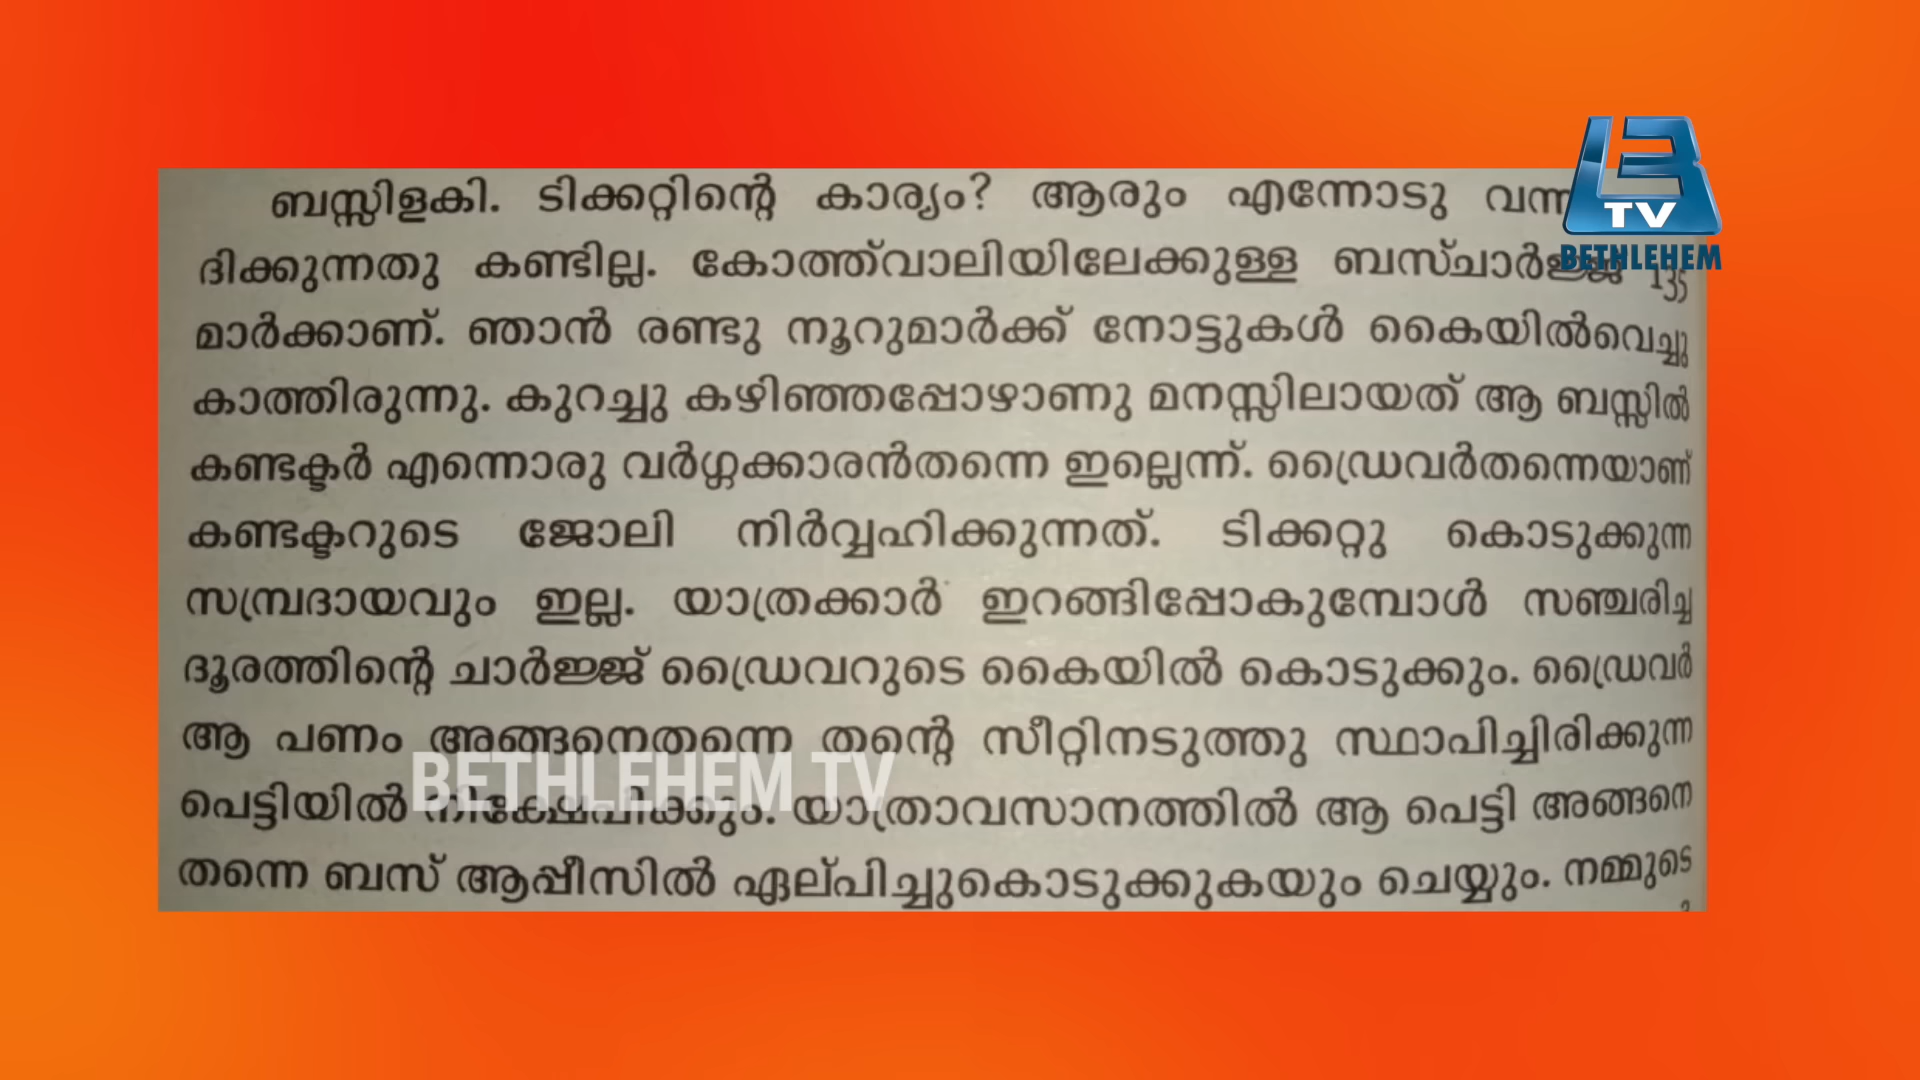 ബസ്സിളകി. ടിക്കറ്റിന്റെ കാര്യം? ആരും എന്നോടു
ദിക്കുന്നതു കണ്ടില്ല. കോത്ത്‌വാലിയിലേക്കുള്ള ബസ്ചാർജ്ജ് 135
മാർക്കാണ്. ഞാൻ രണ്ടു നൂറുമാർക്ക് നോട്ടുകൾ കൈയിൽവെച്ചു
കാത്തിരുന്നു. കുറച്ചു കഴിഞ്ഞപ്പോഴാണു മനസ്സിലായത് ആ ബസ്സിൽ
കണ്ടക്ടർ എന്നൊരു വർഗ്ഗക്കാരൻതന്നെ ഇല്ലെന്ന്. ഡ്രൈവർതന്നെയാണ്
കണ്ടക്ടറുടെ ജോലി നിർവ്വഹിക്കുന്നത്. ടിക്കറ്റു കൊടുക്കുന്ന
സമ്പ്രദായവും ഇല്ല. യാത്രക്കാർ ഇറങ്ങിപ്പോകുമ്പോൾ സഞ്ചരിച്ച
ദൂരത്തിന്റെ ചാർജ്ജ് ഡ്രൈവറുടെ കൈയിൽ കൊടുക്കും. ഡ്രൈവർ
ആ പണം അങ്ങനെതന്നെ തന്റെ സീറ്റിനടുത്തു സ്ഥാപിച്ചിരിക്കുന്ന
പെട്ടിയിൽ നിക്ഷേപിക്കും. യാത്രാവസാനത്തിൽ ആ പെട്ടി അങ്ങനെ
തന്നെ ബസ് ആപ്പീസിൽ ഏല്പിച്ചുകൊടുക്കുകയും ചെയ്യും. നമ്മുടെ
TV
BETHLEHEM
BETHLEHEM TV